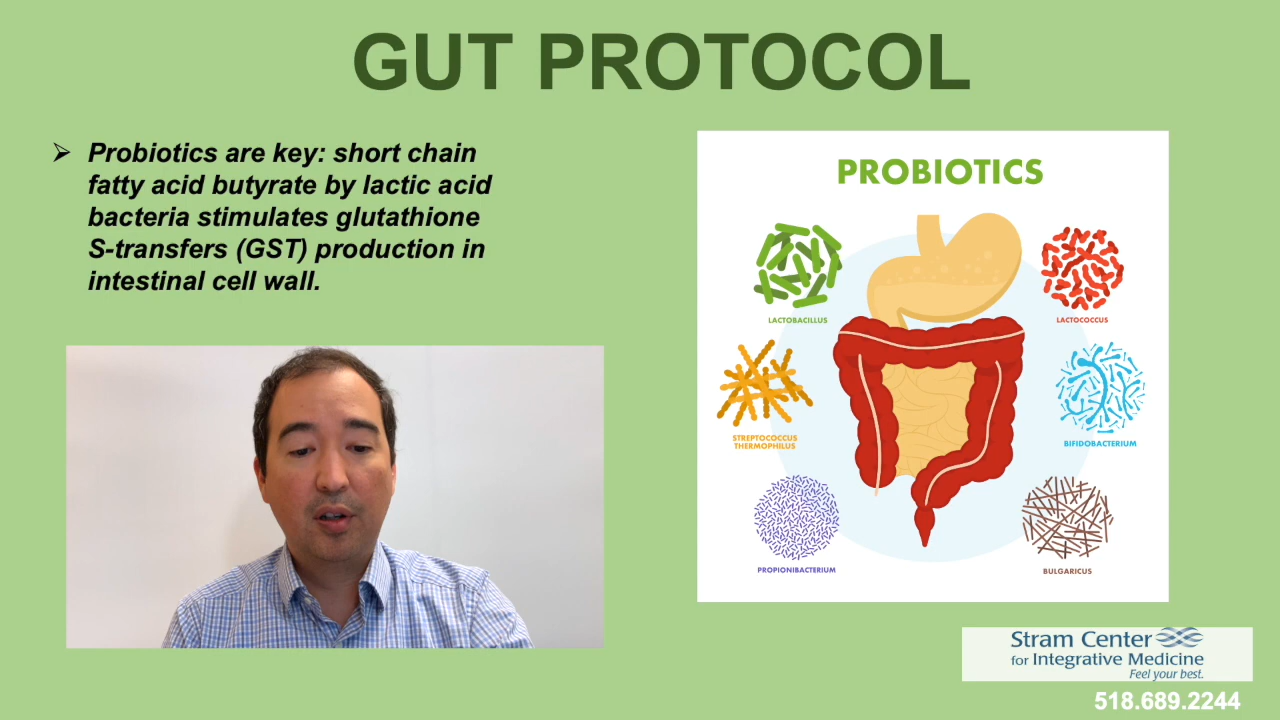 GUT PROTOCOL
➢ Probiotics are key: short chain
fatty acid butyrate by lactic acid
bacteria stimulates glutathione
S-transfers (GST) production in
intestinal cell wall.
PROBIOTICS
LACTOBACILLUS
LACTOCOCCUS
STREPTOCOCCUS
THERMOPHILUS
BIFIDOBACTERIUM
PROPIONIBACTERIUM
BULGARICUS
Stram Center
for Integrative Medicine
Feel your best.
518.689.2244